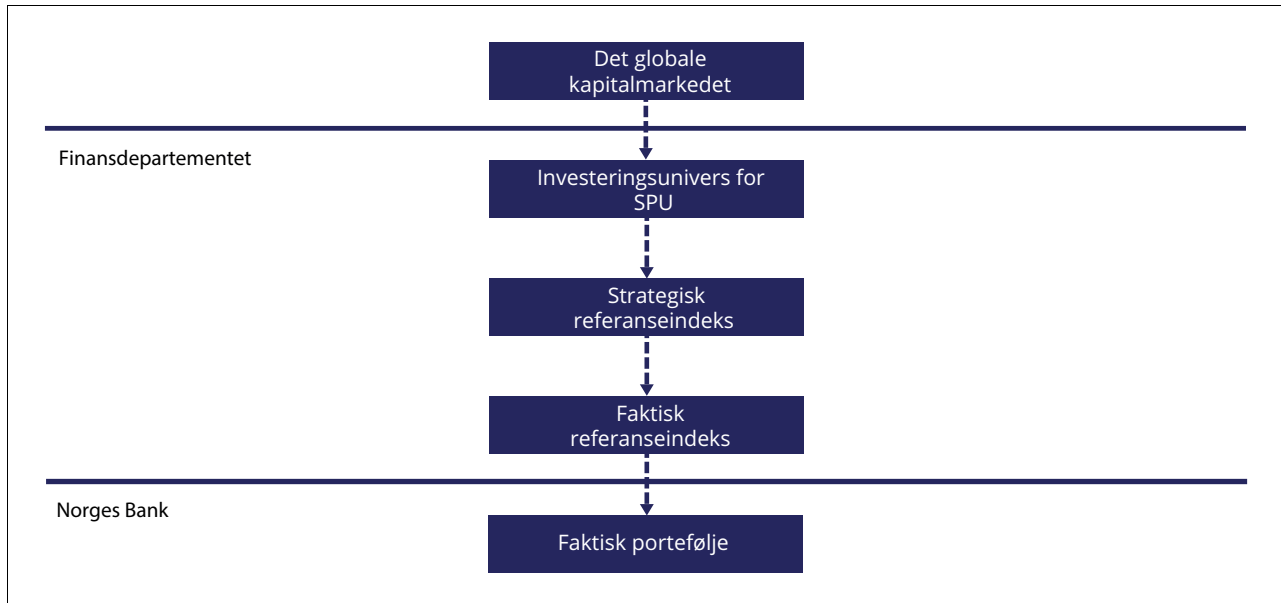 Det globale
kapitalmarkedet
Finansdepartementet
Investeringsunivers for
SPU
Strategisk
referanseindeks
Faktisk
referanseindeks
Norges Bank
Faktisk portefølje